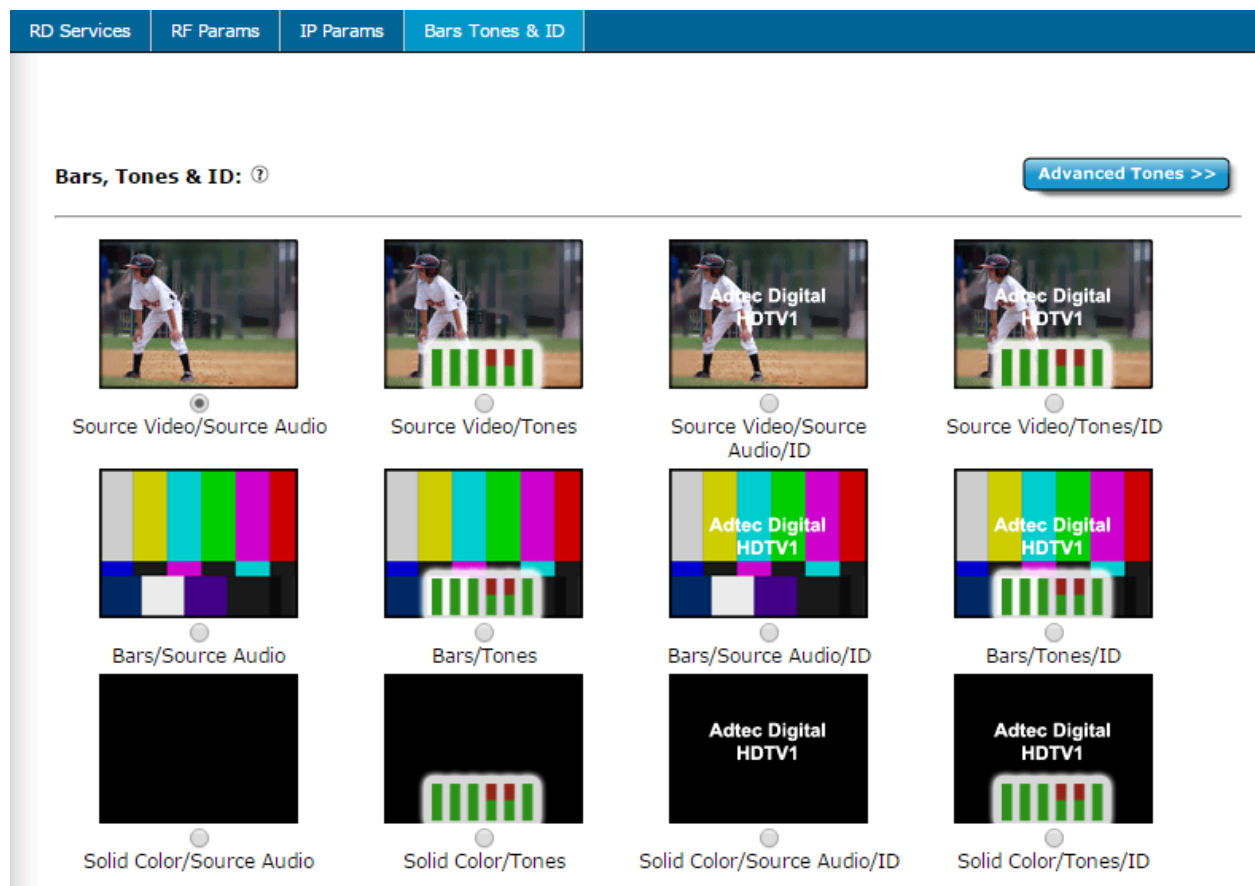 RD Services RF Params IP Params Bars Tones & ID
Bars, Tones & ID: ? Advanced Tones >>
Adtec Digital Adtec Digital
HDTV1 HDTV1
Source Video/Source Audio Source Video/Tones Source Video/Source Source Video/Tones/ID
Audio/ID
Adtec Digital Adtec Digital
HDTV1 HDTV1
Bars/Source Audio Bars/Tones Bars/Source Audio/ID Bars/Tones/ID
Adtec Digital Adtec Digital
HDTV1 HDTV1
Solid Color/Source Audio Solid Color/Tones Solid Color/Source Audio/ID Solid Color/Tones/ID